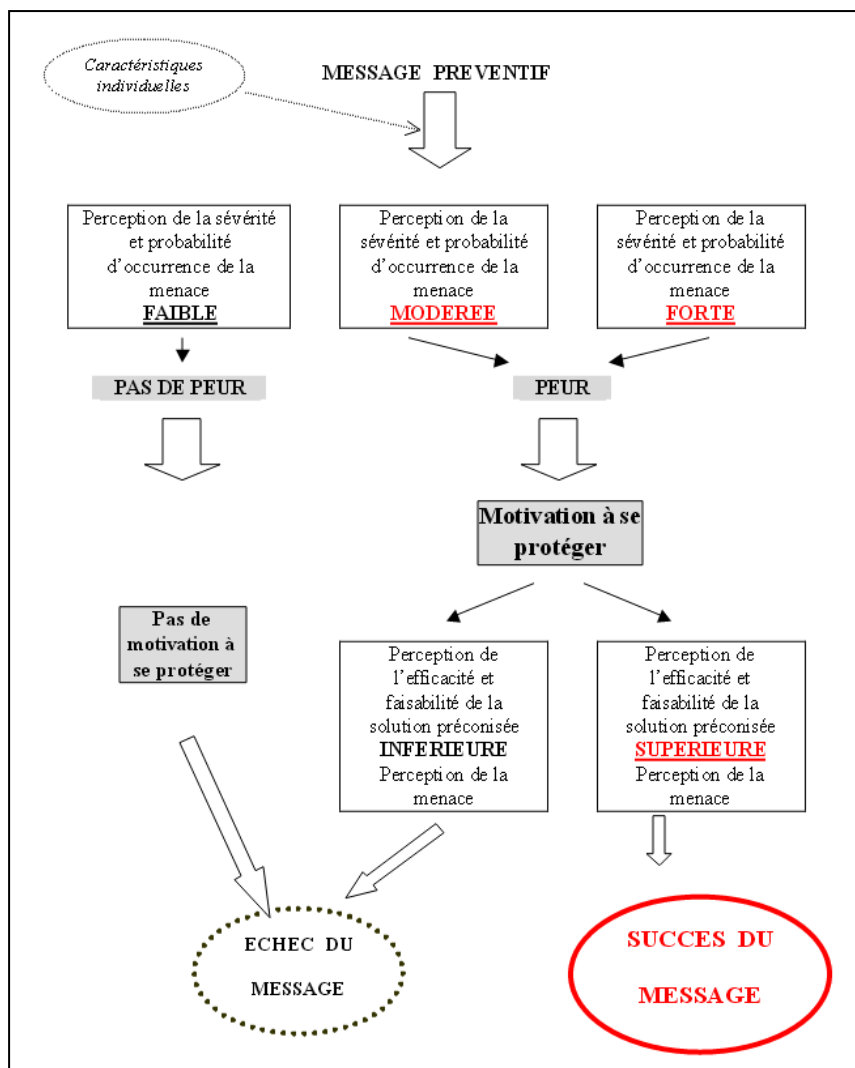 Caractéristiques
individuelles
MESSAGE PREVENTIF
Perception de la sévérité
et probabilité
d’occurrence de la
menace
FAIBLE
Perception de la
sévérité et probabilité
d’occurrence de la
menace
MODEREE
Perception de la
sévérité et probabilité
d’occurrence de la
menace
FORTE
PAS DE PEUR
PEUR
Motivation à se
protéger
Pas de
motivation à
se protéger
Perception de
l’efficacité et
faisabilité de la
solution préconisée
INFERIEURE
Perception de la
menace
Perception de
l’efficacité et
faisabilité de la
solution préconisée
SUPERIEURE
Perception de la
menace
ECHEC DU
MESSAGE
SUCCES DU
MESSAGE